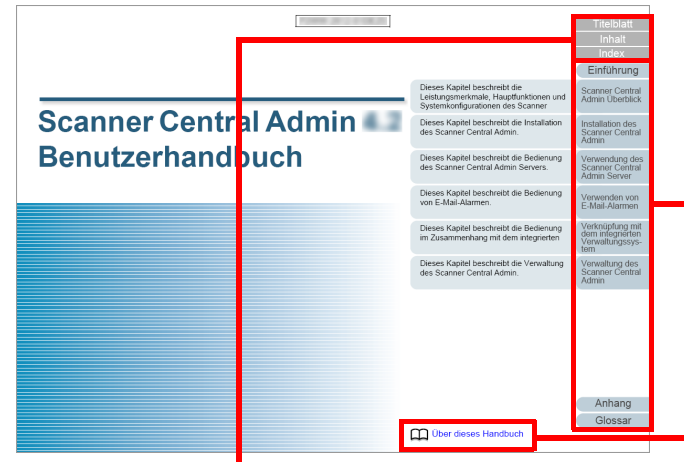 Titelblatt
Inhalt
Index
Einführung
Scanner Central Admin
Benutzerhandbuch
Dieses Kapitel beschreibt die
Leistungsmerkmale, Hauptfunktionen und
Systemkonfigurationen des Scanner
Scanner Central
Admin Überblick
Dieses Kapitel beschreibt die Installation
des Scanner Central Admin.
Installation des
Scanner Central
Admin
Dieses Kapitel beschreibt die Bedienung
des Scanner Central Admin Servers.
Verwendung des
Scanner Central
Admin Server
Dieses Kapitel beschreibt die Bedienung
von E-Mail-Alarmen.
Verwenden von
E-Mail-Alarmen
Dieses Kapitel beschreibt die Bedienung
im Zusammenhang mit dem integrierten
Verknüpfung mit
dem integrierten
Verwaltungssys-
tem
Dieses Kapitel beschreibt die Verwaltung
des Scanner Central Admin.
Verwaltung des
Scanner Central
Admin
Anhang
Glossar
Über dieses Handbuch